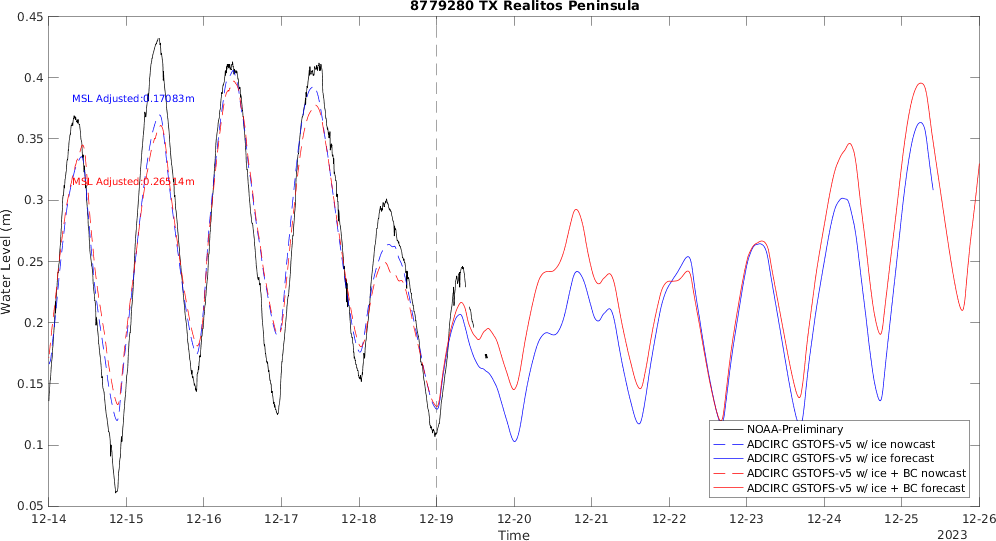 8779280 TX Realitos Peninsula
Water Level (m)
0.45
0.4
0.35
0.3
0.25
0.2
0.15
0.1
0.05
MSL Adjusted:0.17083m
MSL Adjusted:0.26514m
NOAA-Preliminary
ADCIRC GSTOFS-v5 w/ ice nowcast
ADCIRC GSTOFS-v5 w/ ice forecast
ADCIRC GSTOFS-v5 w/ ice + BC nowcast
ADCIRC GSTOFS-v5 w/ ice + BC forecast
12-14 12-15 12-16 12-17 12-18 12-19 12-20 12-21 12-22 12-23 12-24 12-25 12-26
Time
2023